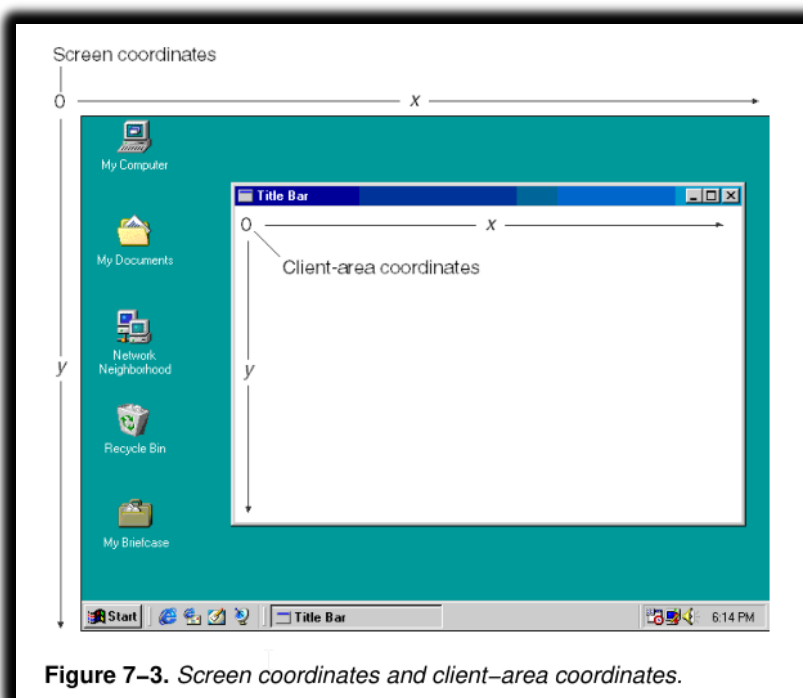 Screen coordinates
0 x
My Computer
Title Bar
0 x
My Documents
Client-area coordinates
Network
Neighborhood
y y
Recycle Bin
My Briefcase
Start Title Bar 6:14 PM
Figure 7–3. Screen coordinates and client–area coordinates.